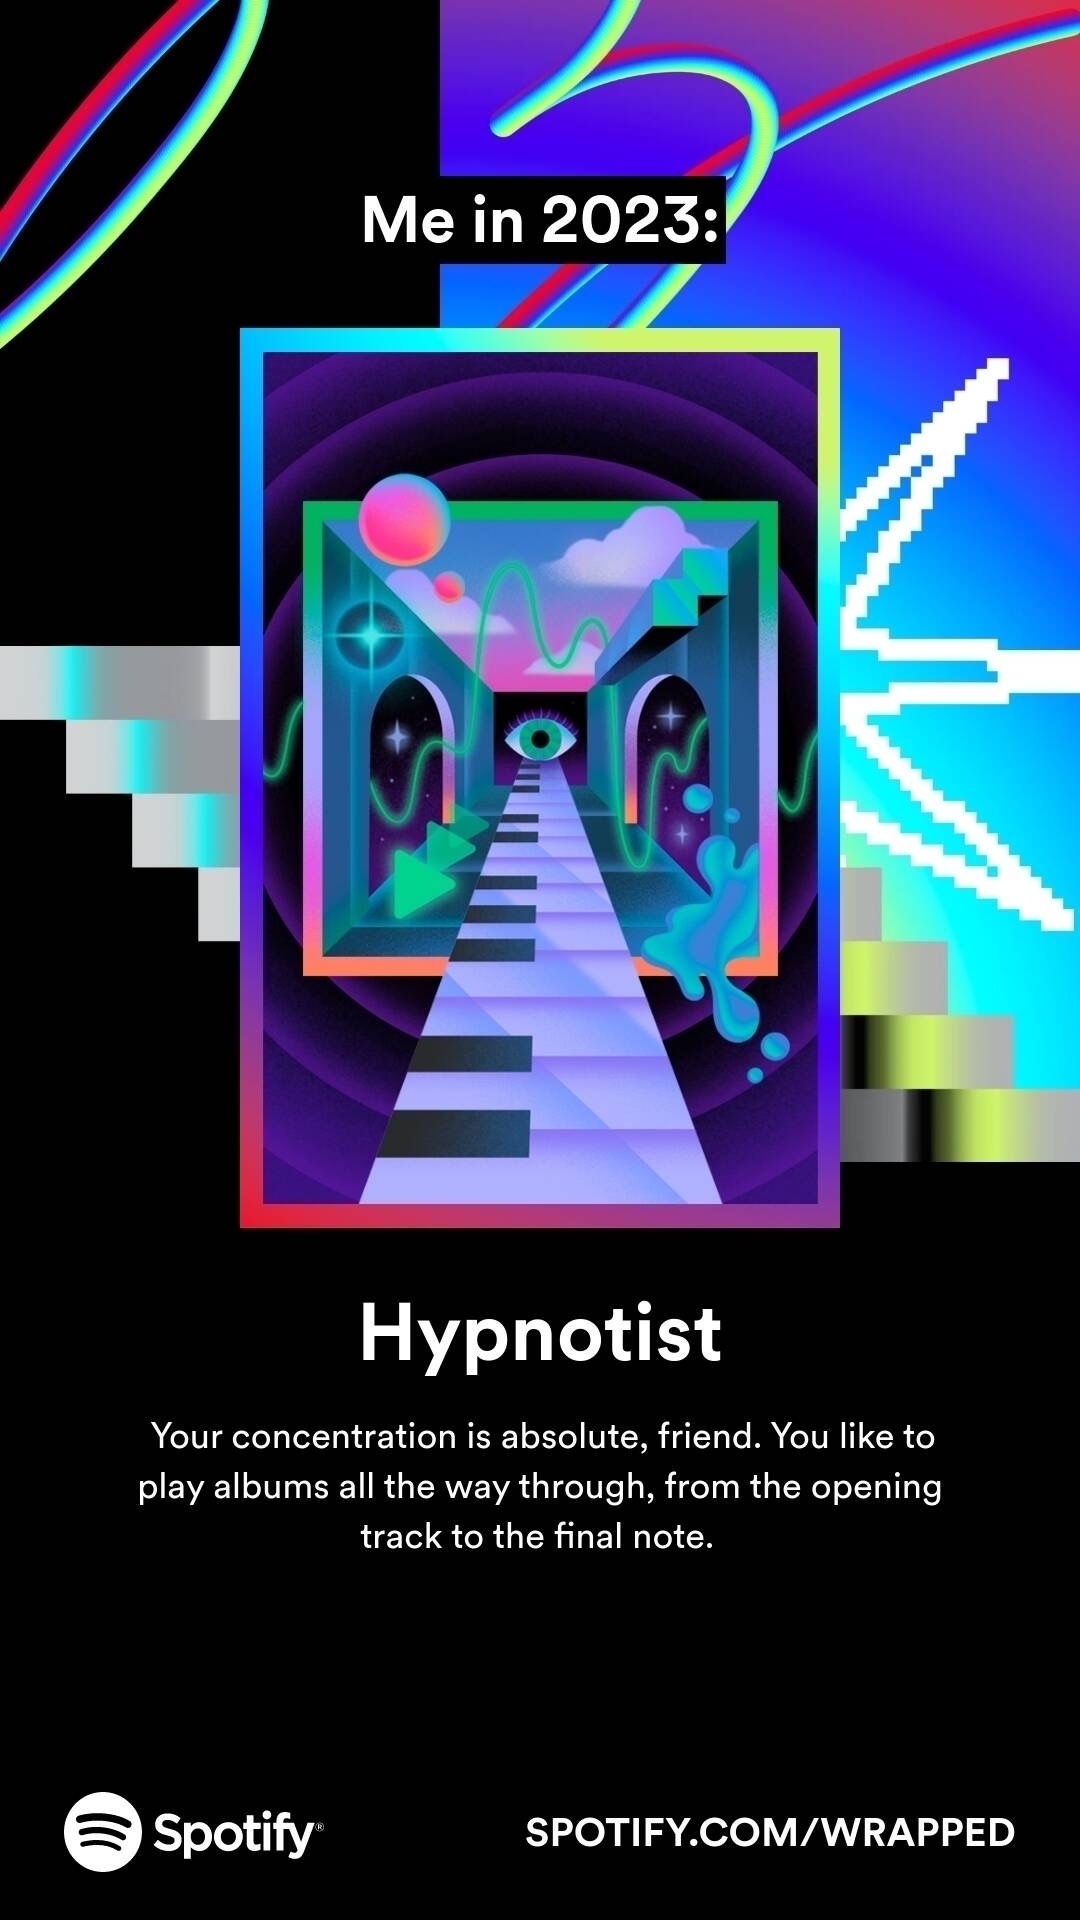 Me in 2023:
Hypnotist
Your concentration is absolute, friend. You like to
play albums all the way through, from the opening
track to the final note.
Spotify®
SPOTIFY.COM/WRAPPED